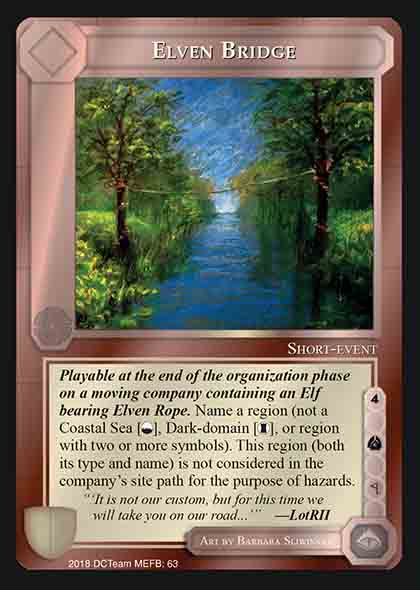 Elven Bridge
Short-event
Playable at the end of the organization phase
on a moving company containing an Elf
bearing Elven Rope. Name a region (not a
Coastal Sea [], Dark-domain [], or region
with two or more symbols). This region (both
its type and name) is not considered in the
company's site path for the purpose of hazards.
"'It is not our custom, but for this time we
will take you on our road...'" —LotRII
4
Art by Barbara Sliwinska
2018 DCTeam MEFB: 63